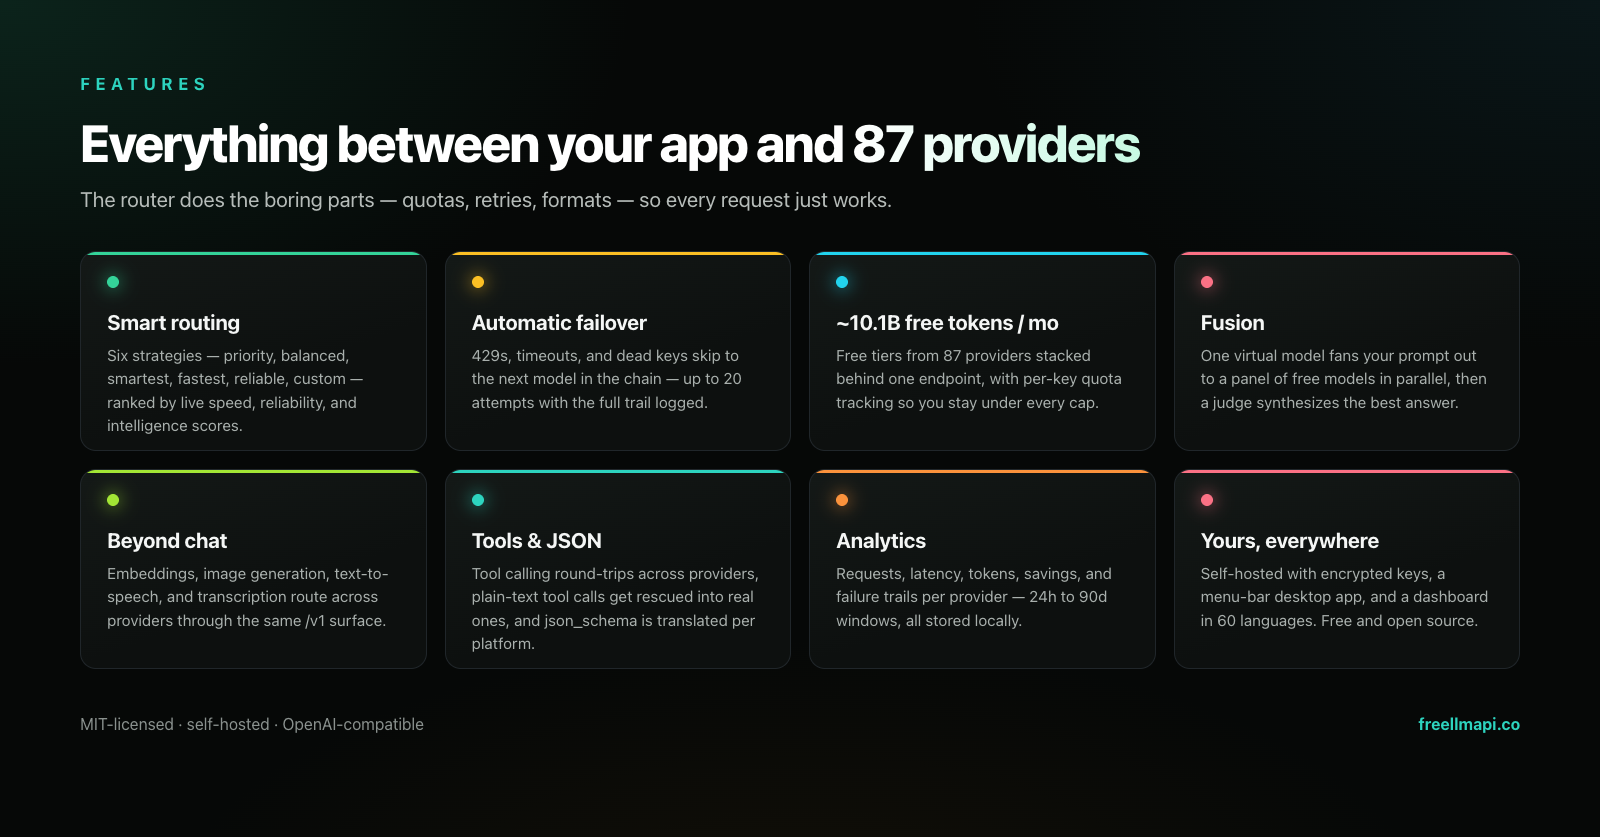 FEATURES
Everything between your app and 87 providers
The router does the boring parts — quotas, retries, formats — so every request just works.
Smart routing
Six strategies — priority, balanced,
smartest, fastest, reliable, custom —
ranked by live speed, reliability, and
intelligence scores.
Automatic failover
429s, timeouts, and dead keys skip to
the next model in the chain — up to 20
attempts with the full trail logged.
~10.1B free tokens / mo
Free tiers from 87 providers stacked
behind one endpoint, with per-key quota
tracking so you stay under every cap.
Fusion
One virtual model fans your prompt out
to a panel of free models in parallel, then
a judge synthesizes the best answer.
Beyond chat
Embeddings, image generation, text-to-
speech, and transcription route across
providers through the same /v1 surface.
Tools & JSON
Tool calling round-trips across providers,
plain-text tool calls get rescued into real
ones, and json_schema is translated per
platform.
Analytics
Requests, latency, tokens, savings, and
failure trails per provider — 24h to 90d
windows, all stored locally.
Yours, everywhere
Self-hosted with encrypted keys, a
menu-bar desktop app, and a dashboard
in 60 languages. Free and open source.
MIT-licensed · self-hosted · OpenAI-compatible
freellmapi.co